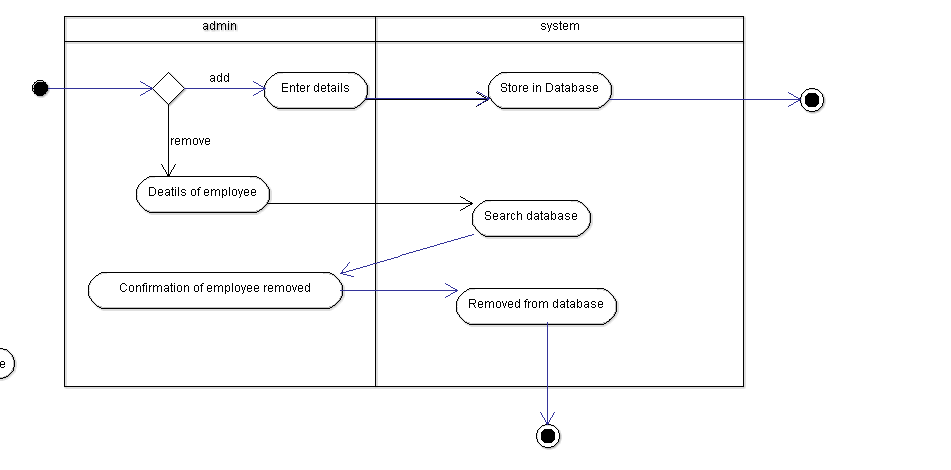 admin
system
add
Enter details
Store in Database
remove
Deatils of employee
Search database
Confirmation of employee removed
Removed from database
e